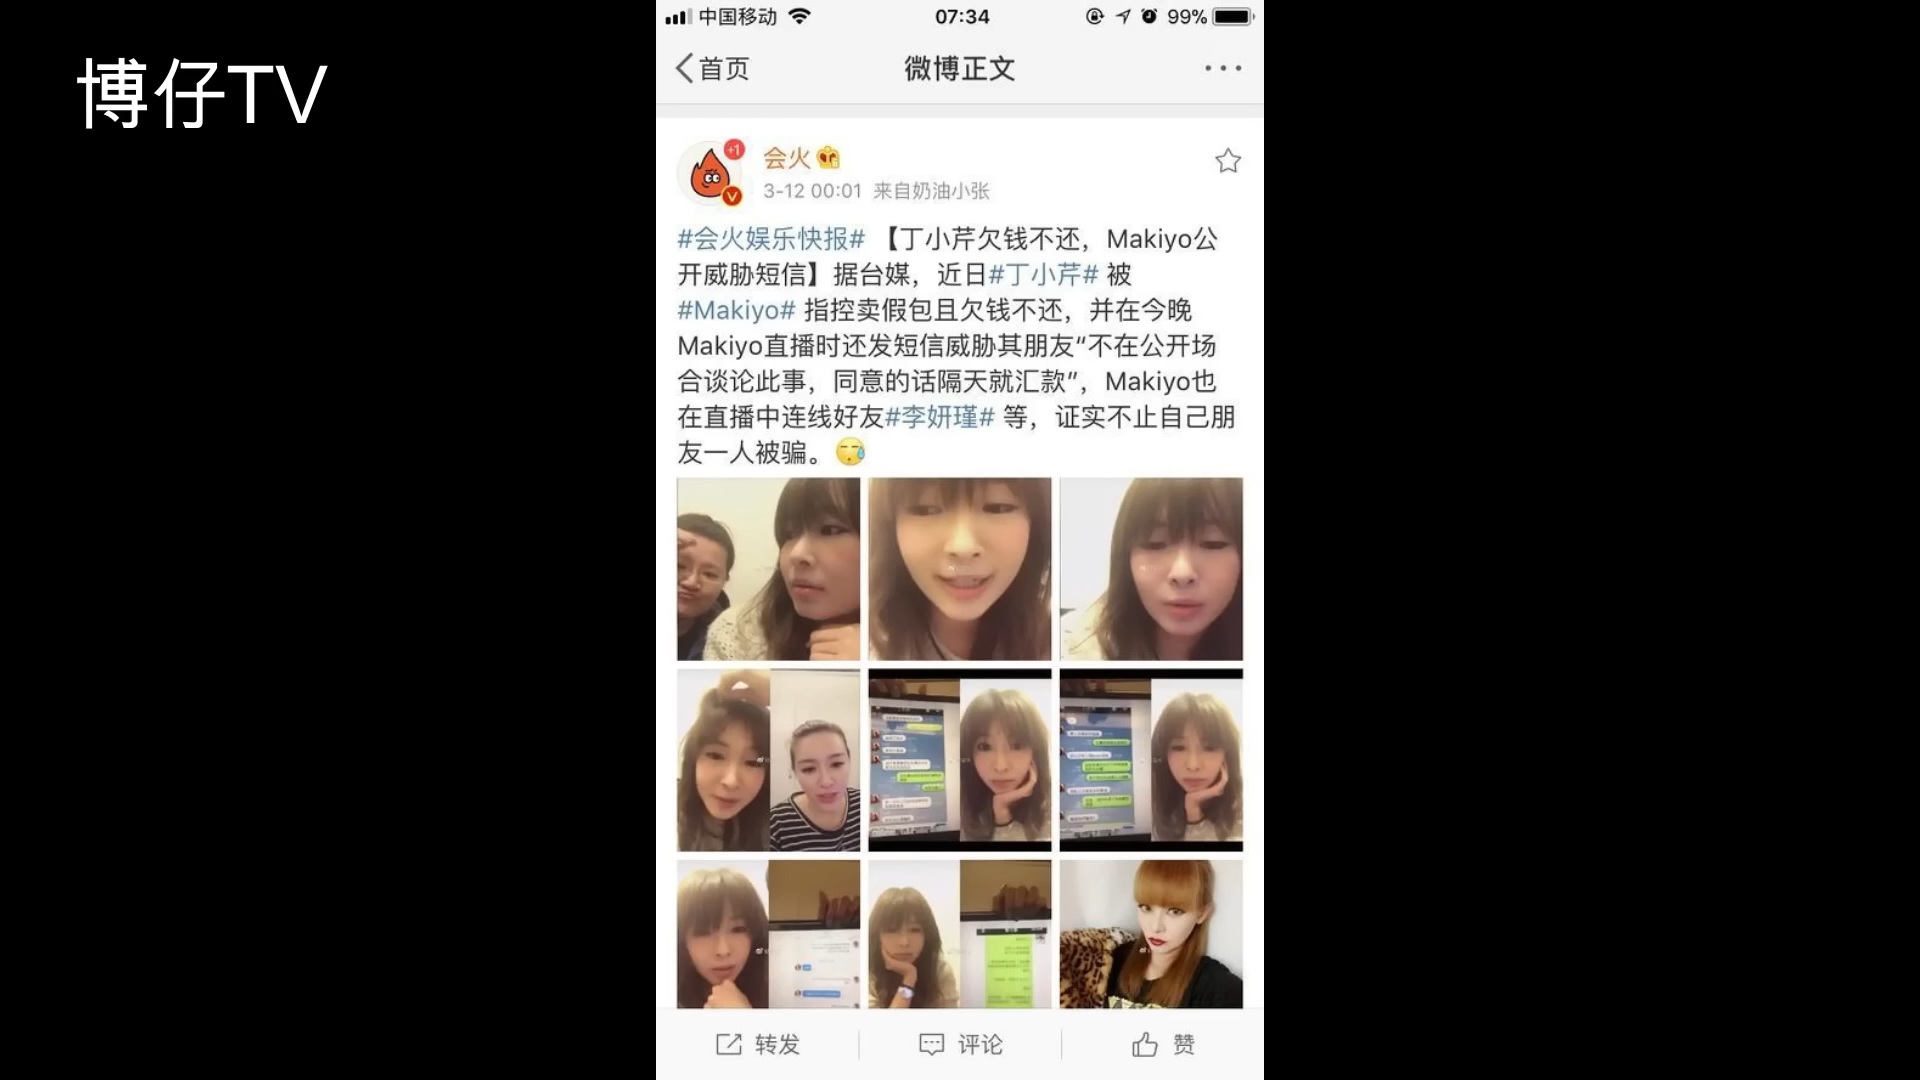 博仔TV
中国移动
07:34
99%
首页
微博正文
+1
会火
3-12 00:01 来自奶油小张
#会火娱乐快报# 【丁小芹欠钱不还，Makiyo公
开威胁短信】据台媒，近日#丁小芹# 被
#Makiyo# 指控卖假包且欠钱不还，并在今晚
Makiyo直播时还发短信威胁其朋友“不在公开场
合谈论此事，同意的话隔天就汇款”，Makiyo也
在直播中连线好友#李妍瑾# 等，证实不止自己朋
友一人被骗。
转发
评论
赞